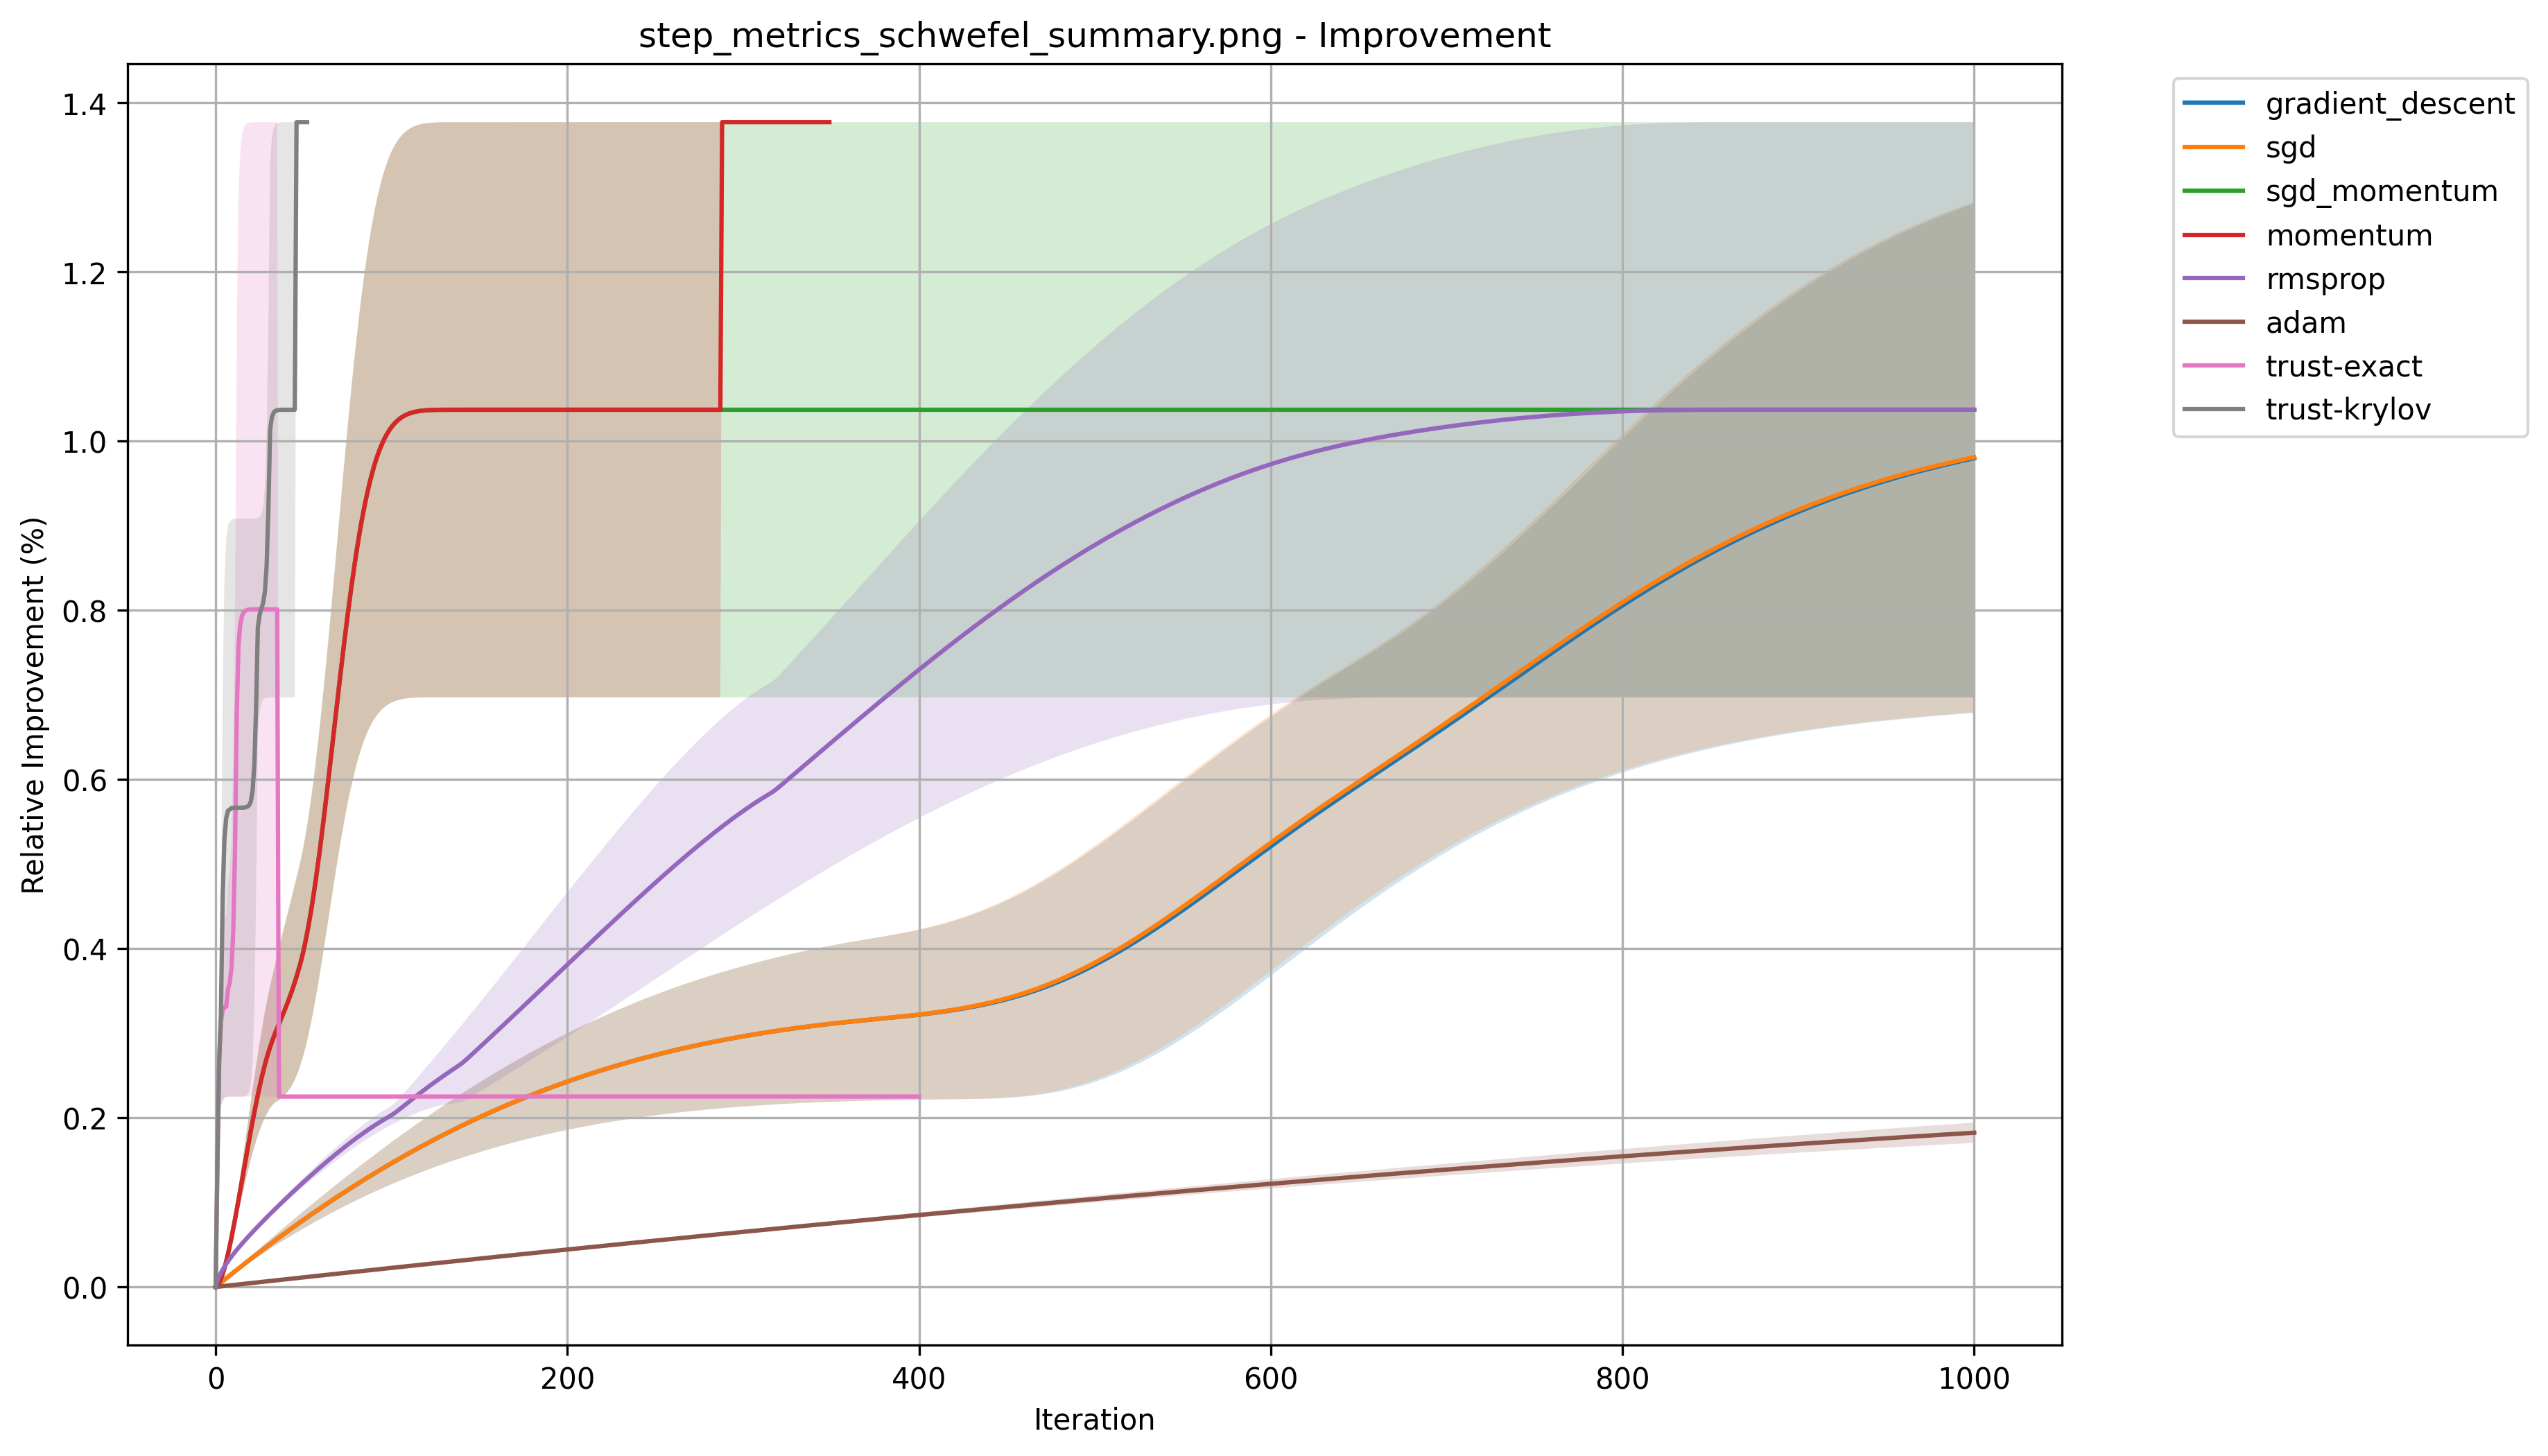 step_metrics_schwefel_summary.png - Improvement
1.4
1.2
1.0
0.8
0.6
0.4
0.2
0.0
Relative Improvement (%)
0 200 400 600 800 1000
Iteration
gradient_descent
sgd
sgd_momentum
momentum
rmsprop
adam
trust-exact
trust-krylov